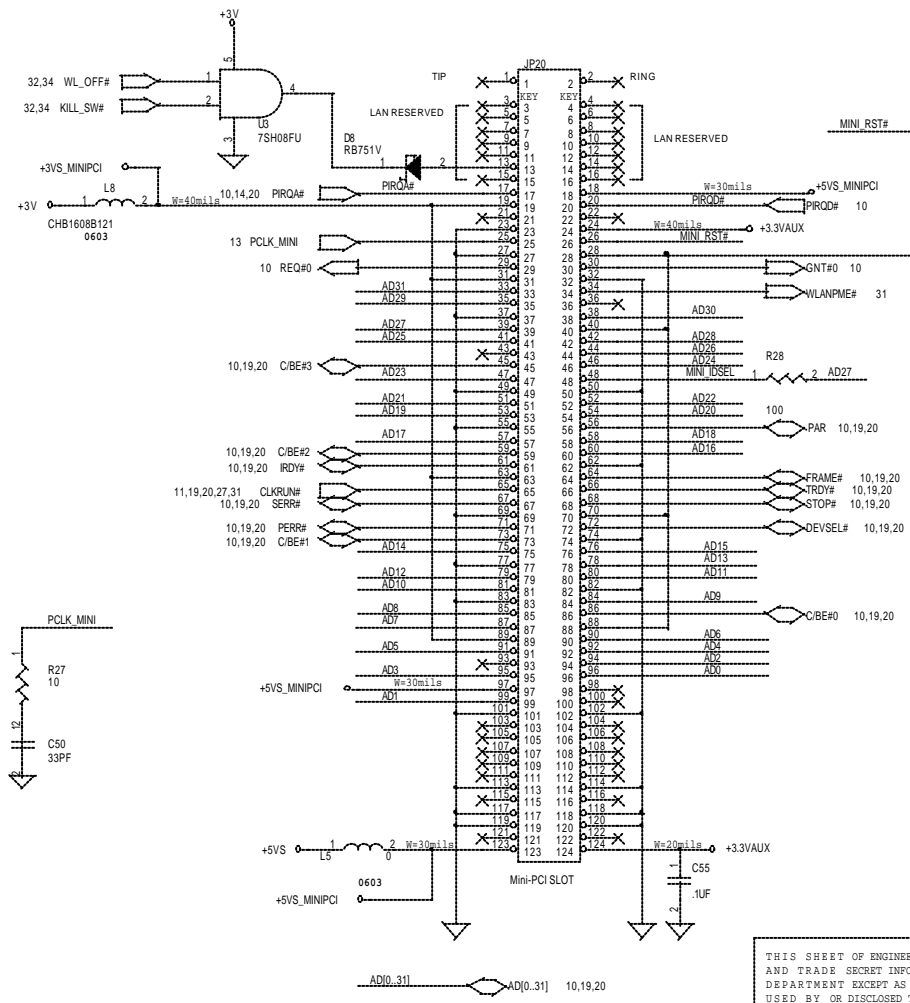 +3V
JP20
TIP
RING
KEY KEY
32,34 WL_OFF#
32,34 KILL_SW#
U3
7SH08FU
LAN RESERVED
LAN RESERVED
MINI_RST#
D8
RB751V
+3VS_MINIPCI
L8
+3V
W=40mils
CHB1608B121
0603
10,14,20 PIRQA#
PIRQA#
W=30mils
+5VS_MINIPCI
PIRQD#
PIRQD# 10
W=40mils
+3.3VAUX
13 PCLK_MINI
MINI_RST#
10 REQ#0
GNT#0 10
WLANPME# 31
AD31
AD29
AD30
AD27
AD25
AD28
AD26
AD24
10,19,20 C/BE#3
AD23
MINI_IDSEL
R28
1 2 AD27
100
AD21
AD19
AD22
AD20
PAR 10,19,20
AD17
AD18
AD16
10,19,20 C/BE#2
10,19,20 IRDY#
FRAME# 10,19,20
11,19,20,27,31 CLKRUN#
TRDY# 10,19,20
10,19,20 SERR#
STOP# 10,19,20
10,19,20 PERR#
DEVSEL# 10,19,20
10,19,20 C/BE#1
AD14
AD15
AD13
AD12
AD11
AD10
AD9
AD8
C/BE#0 10,19,20
AD7
AD6
AD5
AD4
AD2
AD3
AD0
+5VS_MINIPCI
W=30mils
AD1
PCLK_MINI
R27
10
C50
33PF
+5VS
L5
0
W=30mils
0603
+5VS_MINIPCI
W=20mils
+3.3VAUX
C55
.1UF
Mini-PCI SLOT
AD[0..31]
AD[0..31] 10,19,20
THIS SHEET OF ENGINEE
AND TRADE SECRET INFO
DEPARTMENT EXCEPT AS
USED BY OR DISCLOSED